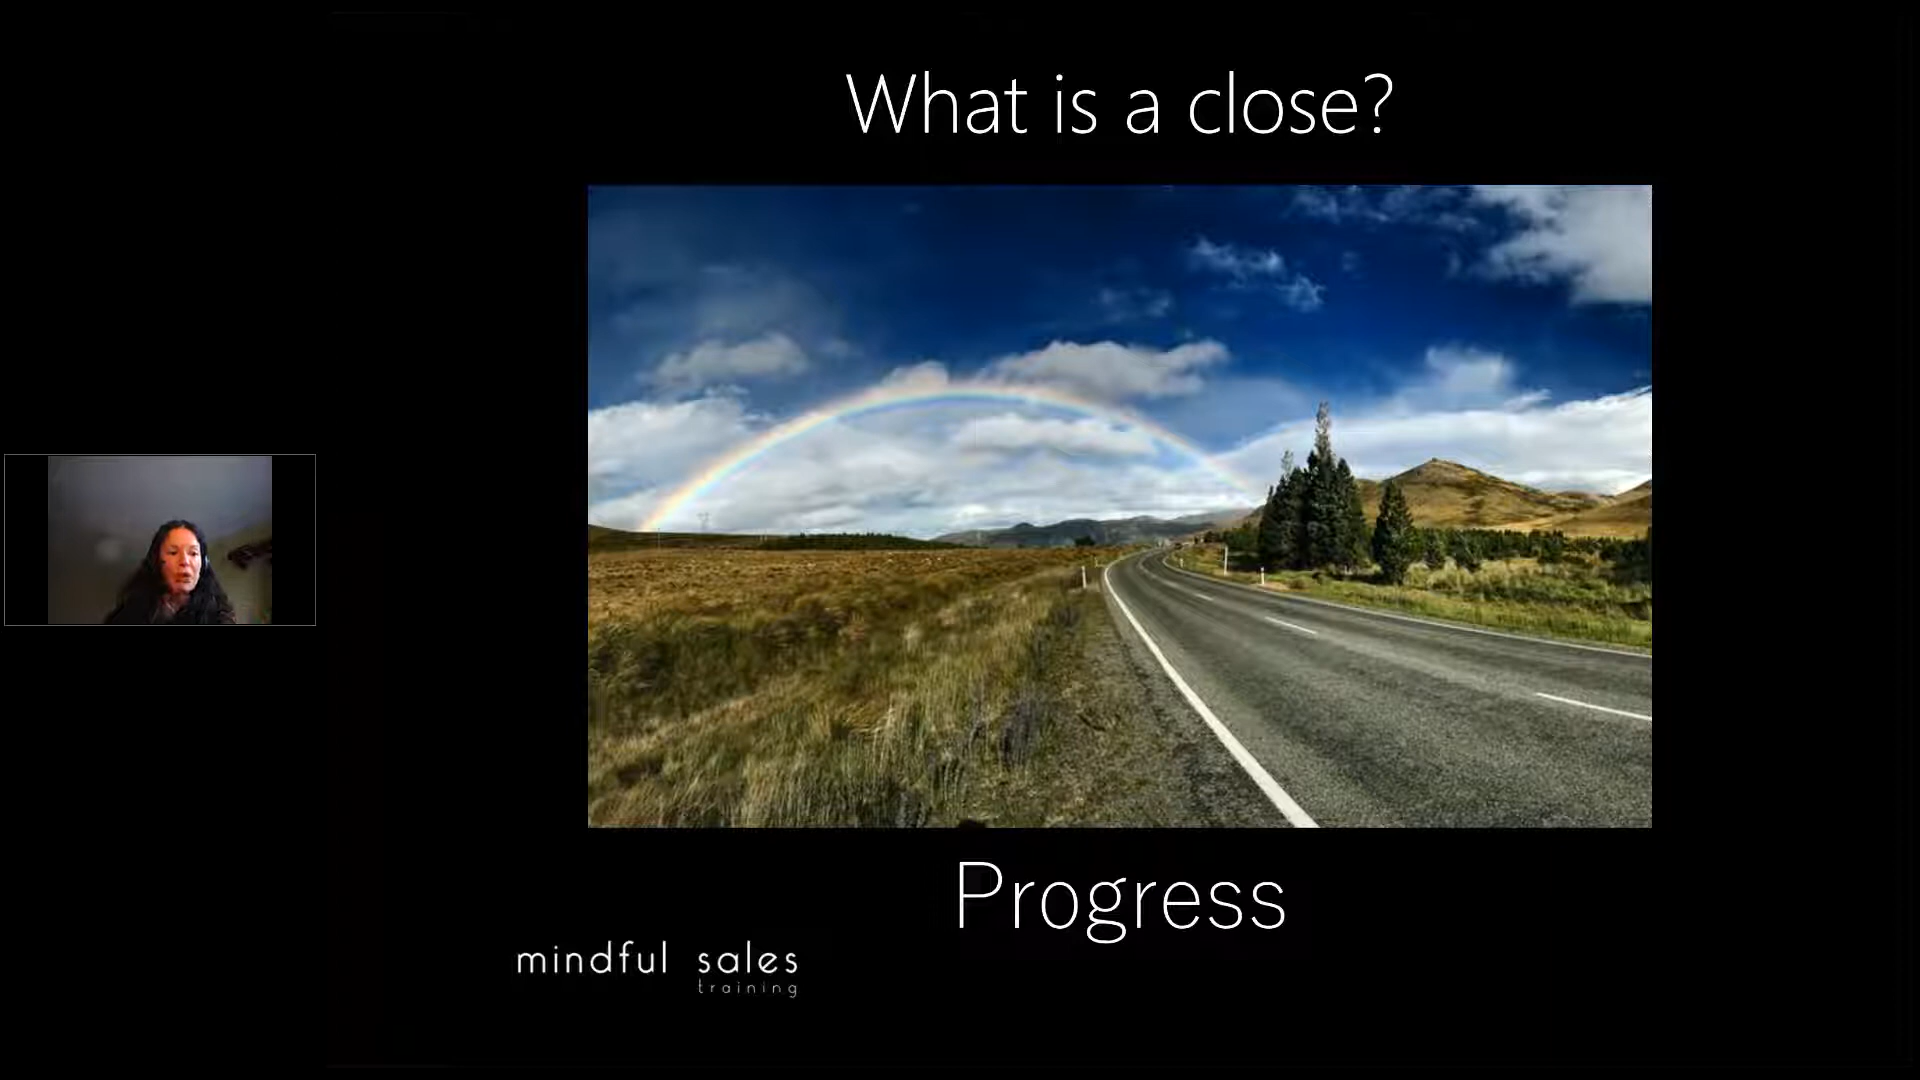 What is a close?
Progress
mindful sales
training